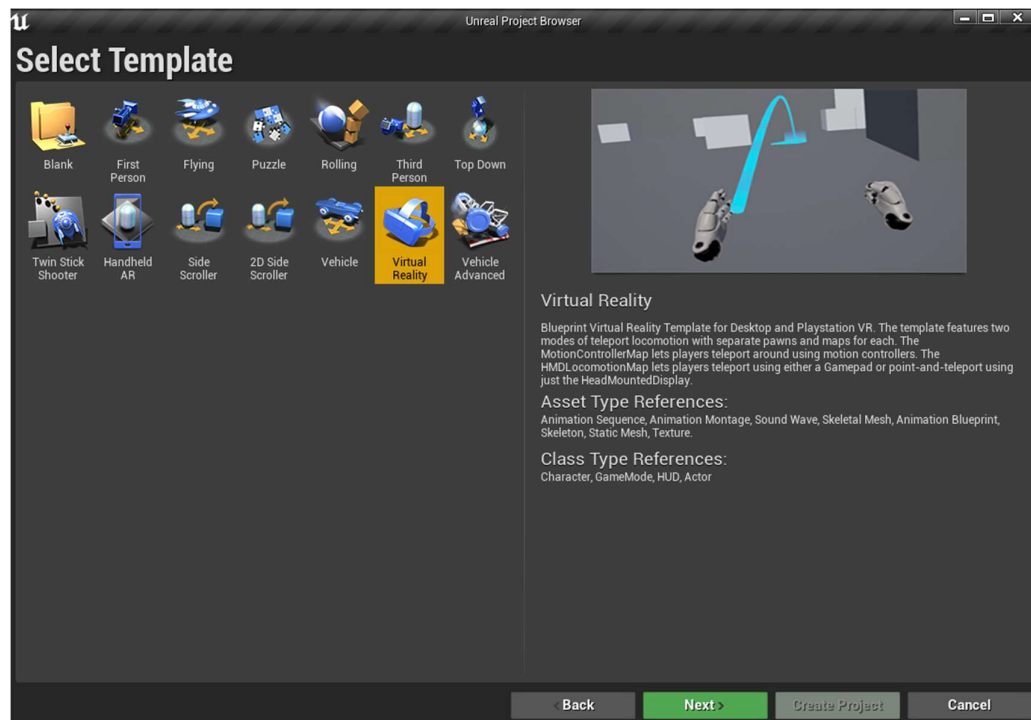 Unreal Project Browser
Select Template
Blank
First
Person
Flying
Puzzle
Rolling
Third
Person
Top Down
Twin Stick
Shooter
Handheld
AR
Side
Scroller
2D Side
Scroller
Vehicle
Virtual
Reality
Vehicle
Advanced
Virtual Reality
Blueprint Virtual Reality Template for Desktop and Playstation VR. The template features two
modes of teleport locomotion with separate pawns and maps for each. The
MotionControllerMap lets players teleport around using motion controllers. The
HMDLocomotionMap lets players teleport using either a Gamepad or point-and-teleport using
just the HeadMountedDisplay.
Asset Type References:
Animation Sequence, Animation Montage, Sound Wave, Skeletal Mesh, Animation Blueprint,
Skeleton, Static Mesh, Texture.
Class Type References:
Character, GameMode, HUD, Actor
< Back
Next >
Create Project
Cancel